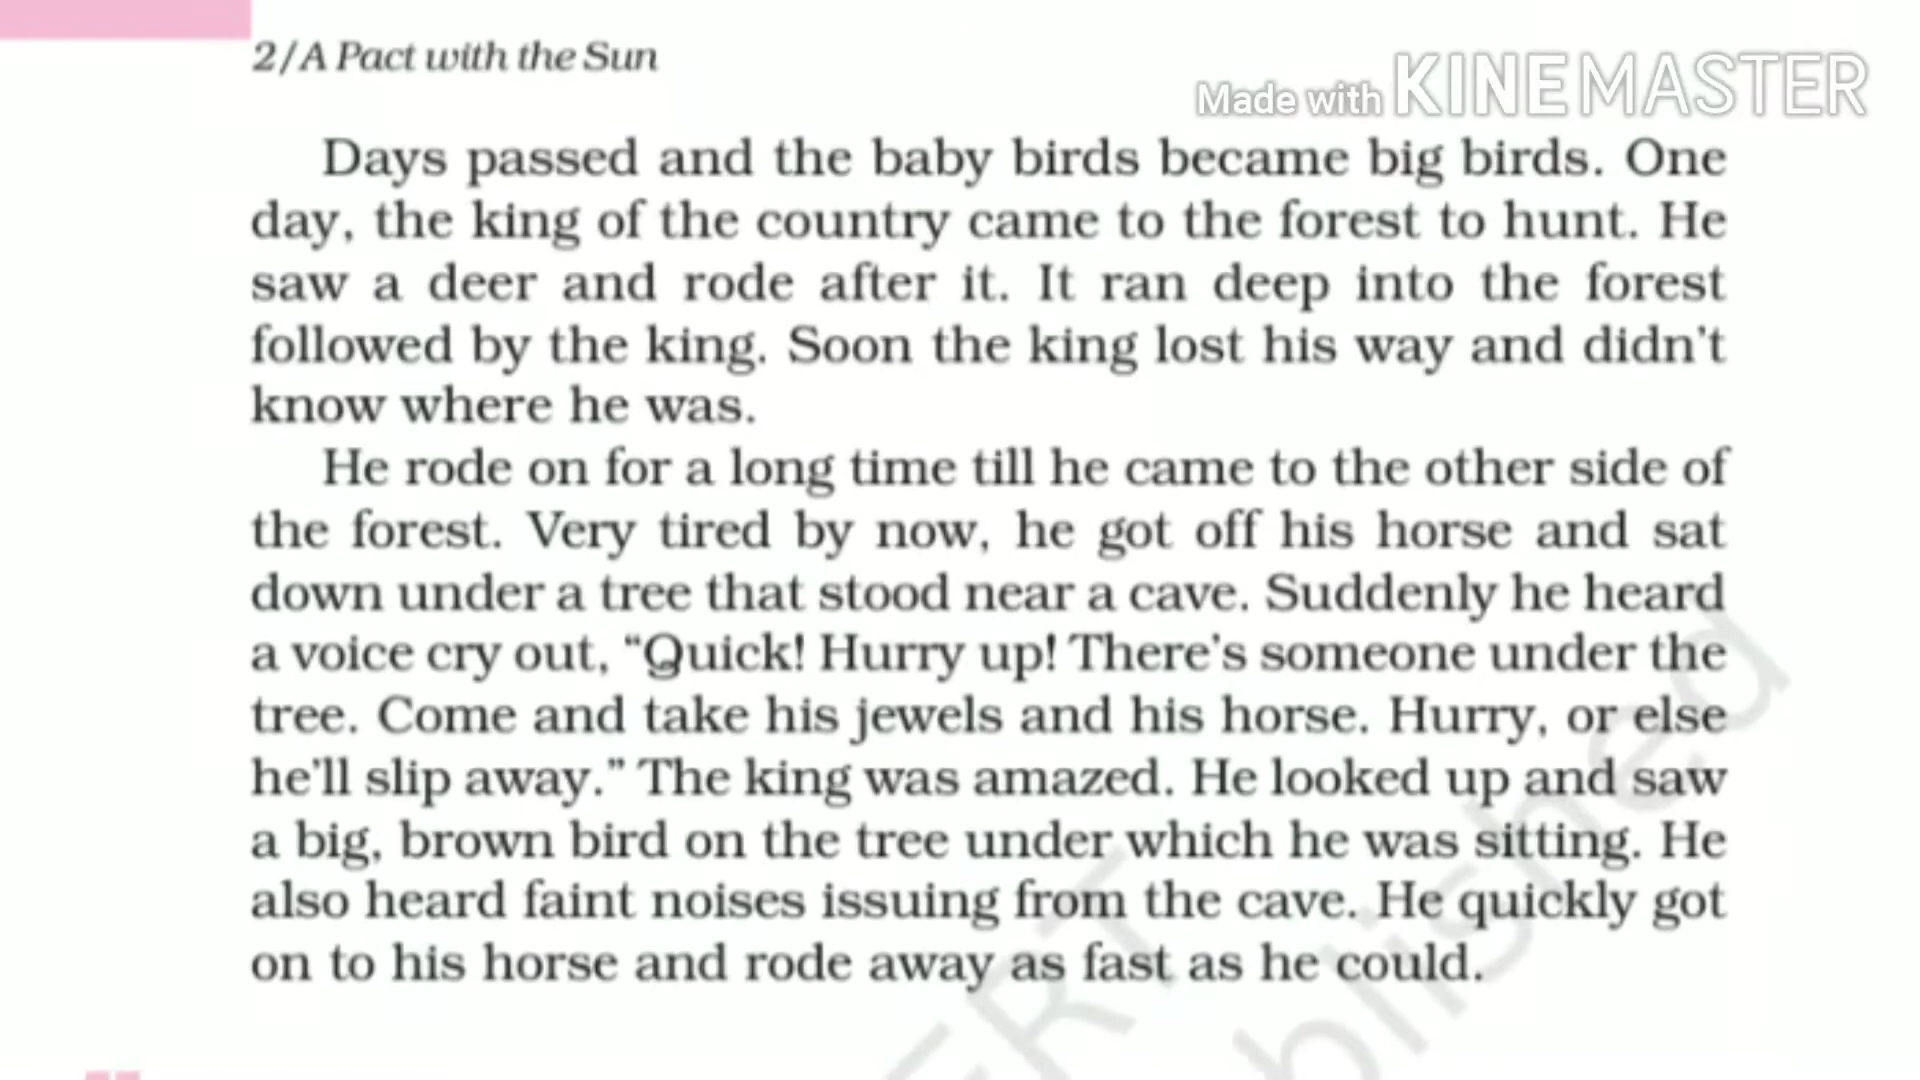 2/A Pact with the Sun
Made with KINEMASTER
Days passed and the baby birds became big birds. One
day, the king of the country came to the forest to hunt. He
saw a deer and rode after it. It ran deep into the forest
followed by the king. Soon the king lost his way and didn't
know where he was.
He rode on for a long time till he came to the other side of
the forest. Very tired by now, he got off his horse and sat
down under a tree that stood near a cave. Suddenly he heard
a voice cry out, “Quick! Hurry up! There's someone under the
tree. Come and take his jewels and his horse. Hurry, or else
he'll slip away.” The king was amazed. He looked up and saw
a big, brown bird on the tree under which he was sitting. He
also heard faint noises issuing from the cave. He quickly got
on to his horse and rode away as fast as he could.